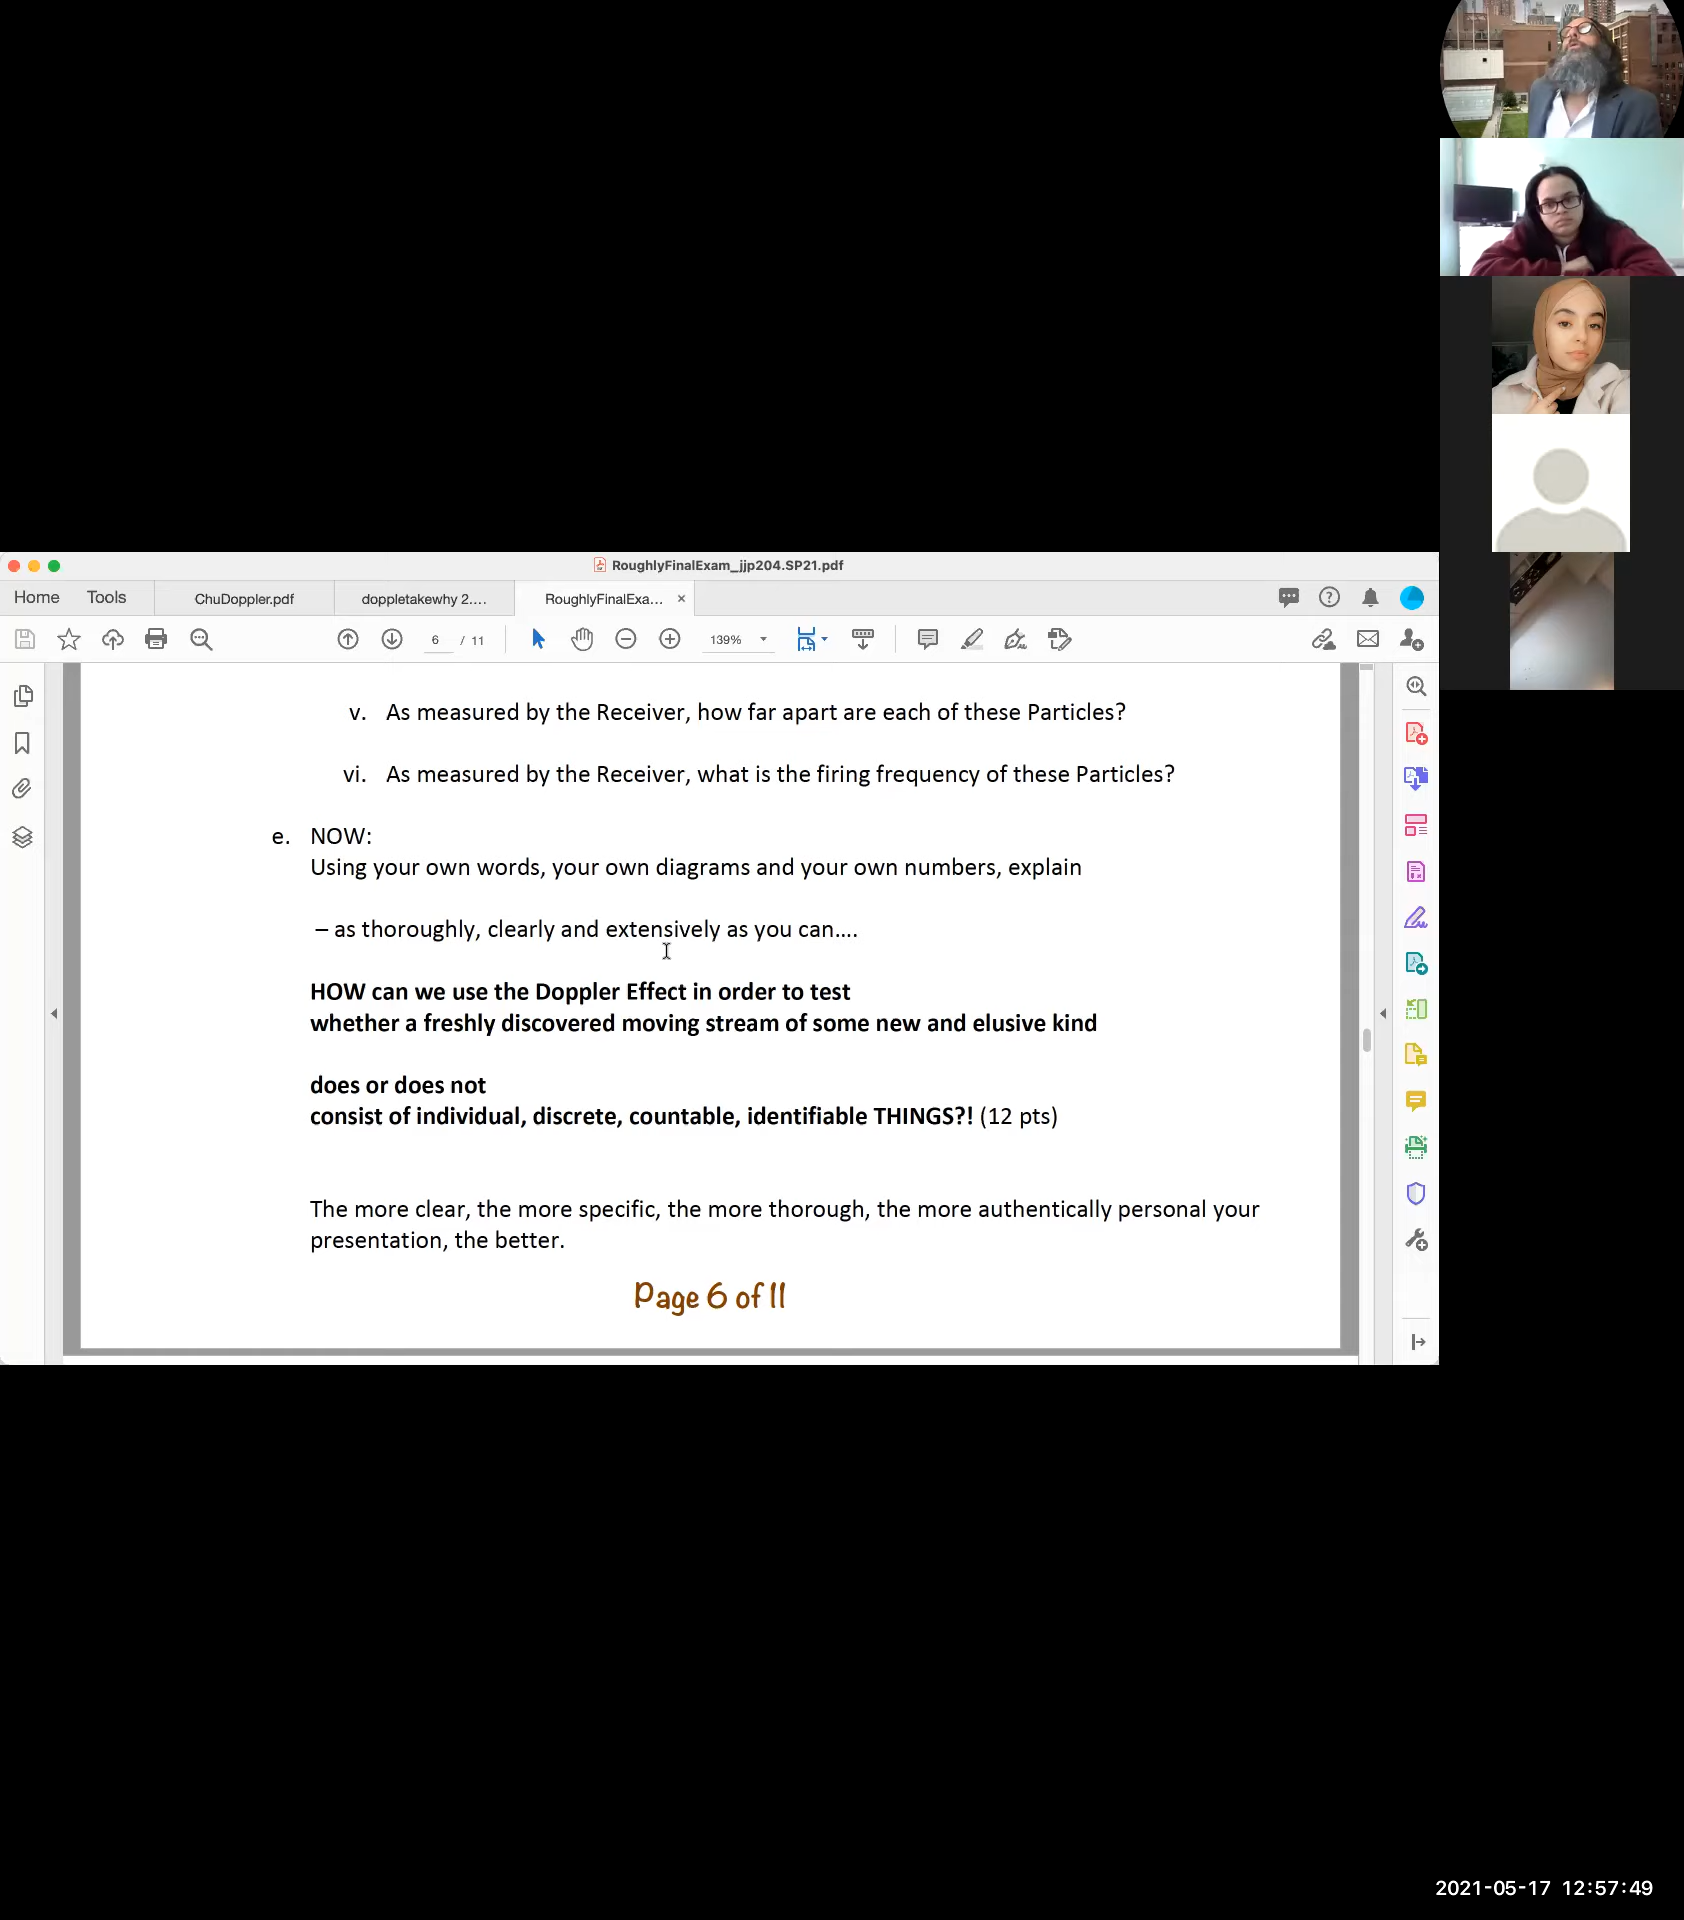 RoughlyFinalExam_jjp204.SP21.pdf
Home Tools ChuDoppler.pdf doppletakewhy 2.... RoughlyFinalExa... ×
6 / 11 139%
v. As measured by the Receiver, how far apart are each of these Particles?
vi. As measured by the Receiver, what is the firing frequency of these Particles?
e. NOW:
Using your own words, your own diagrams and your own numbers, explain
– as thoroughly, clearly and extensively as you can....
HOW can we use the Doppler Effect in order to test
whether a freshly discovered moving stream of some new and elusive kind
does or does not
consist of individual, discrete, countable, identifiable THINGS?! (12 pts)
The more clear, the more specific, the more thorough, the more authentically personal your
presentation, the better.
Page 6 of 11
2021-05-17 12:57:49